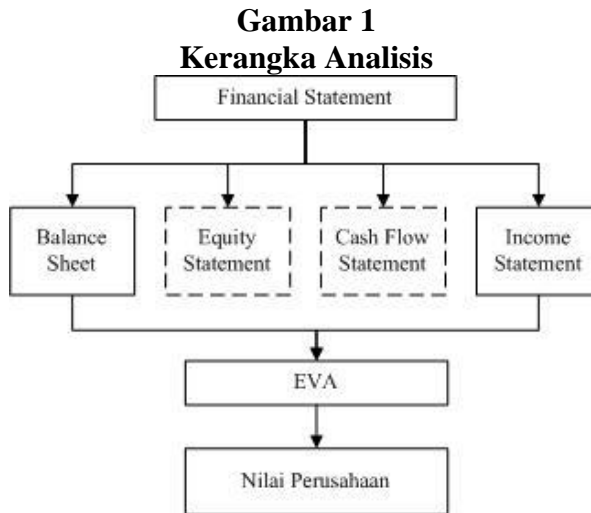 Gambar 1
Kerangka Analisis
Financial Statement
Balance
Sheet
Equity
Statement
Cash Flow
Statement
Income
Statement
EVA
Nilai Perusahaan